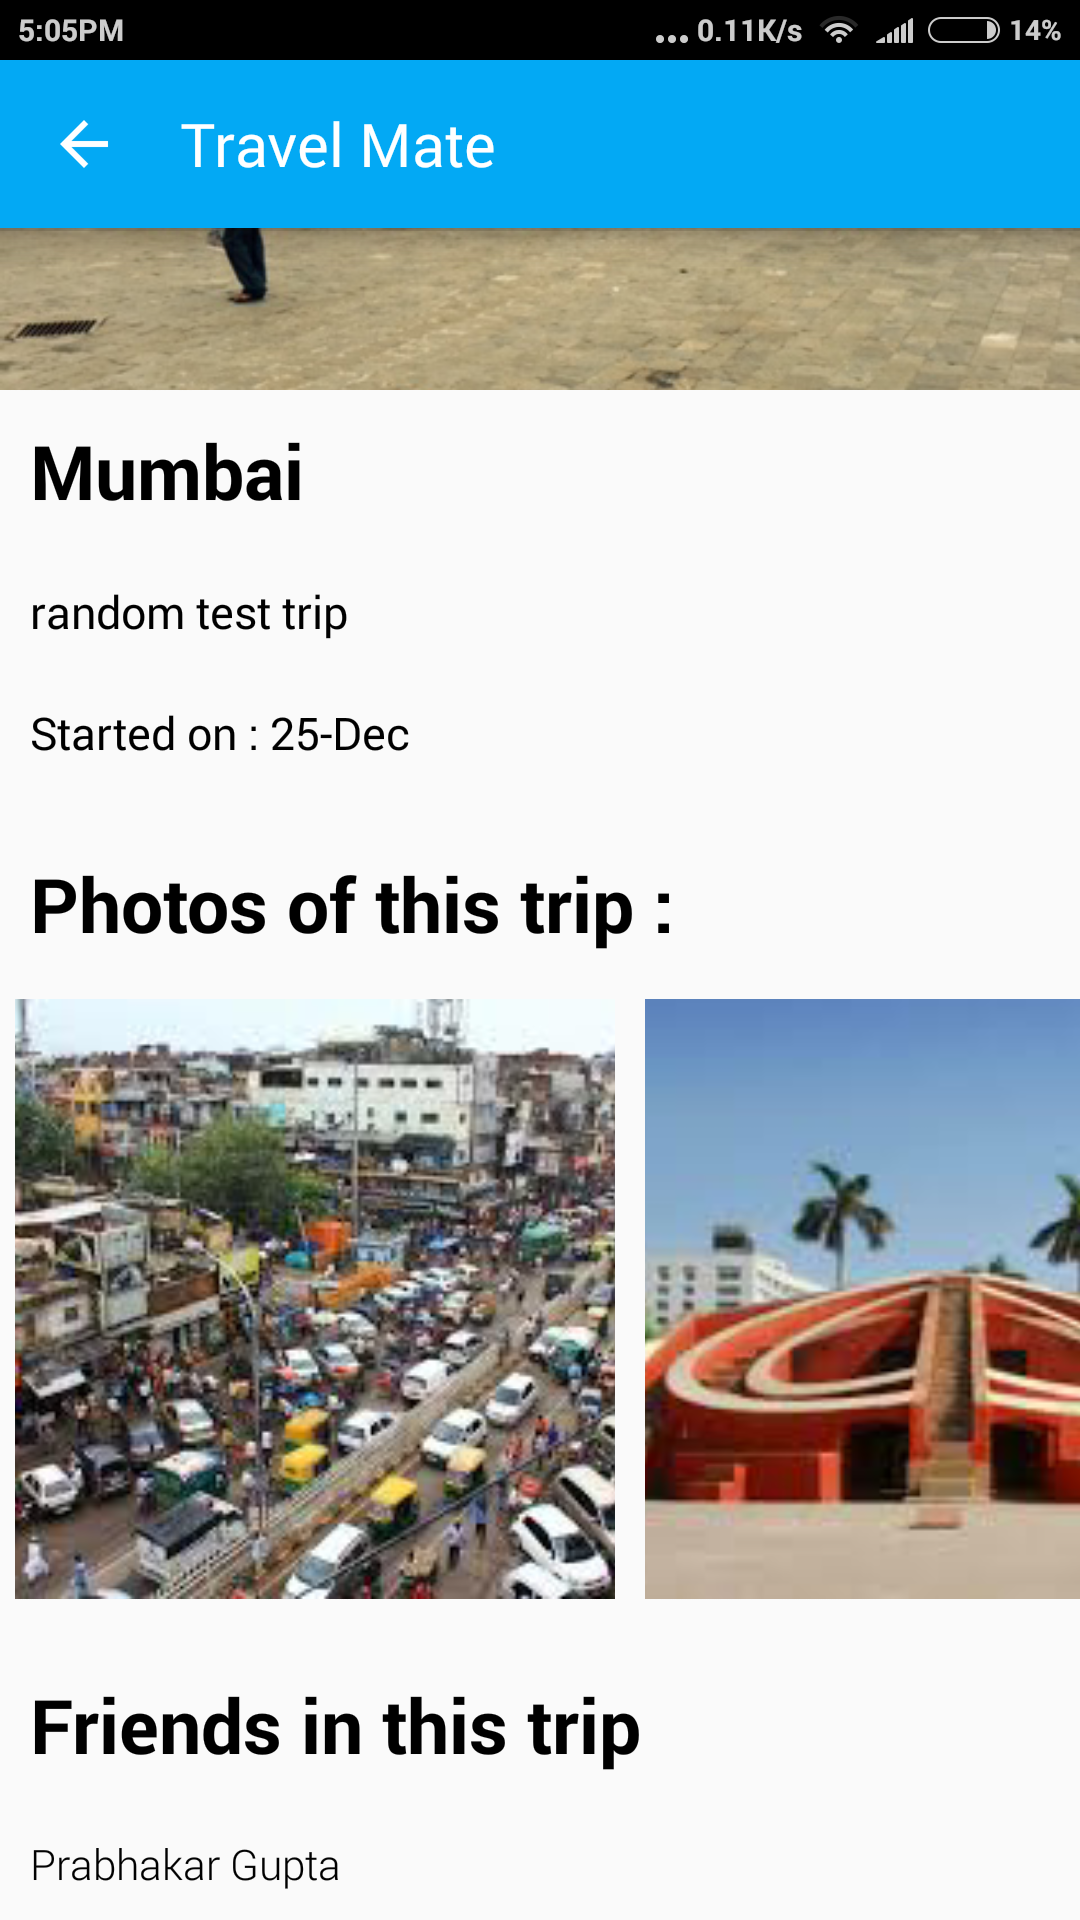 5:05PM
... 0.11K/s 14%
Travel Mate
Mumbai
random test trip
Started on : 25-Dec
Photos of this trip :
Friends in this trip
Prabhakar Gupta